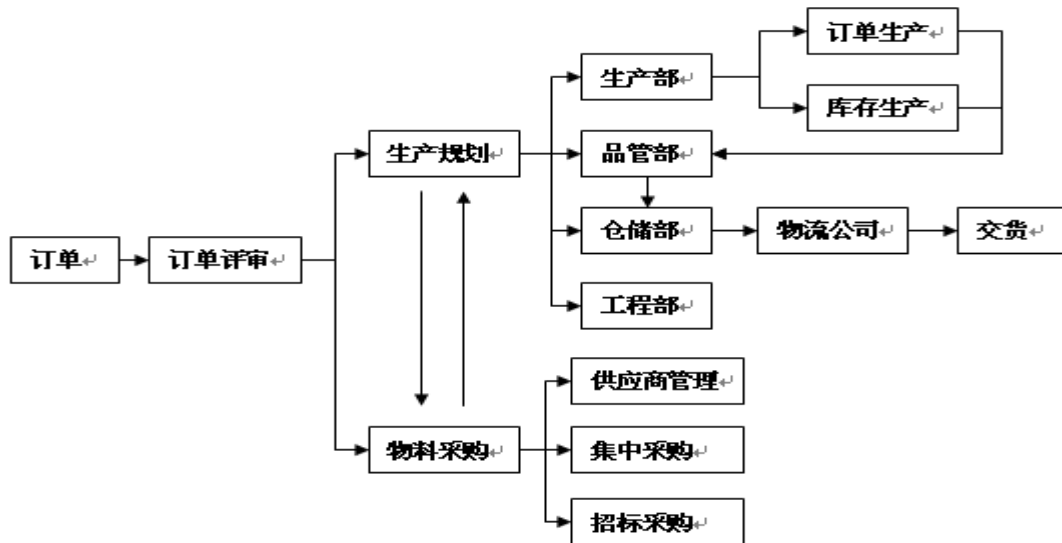 订单生产
生产部
库存生产
生产规划
品管部
仓储部
物流公司
交货
订单
订单评审
工程部
供应商管理
物料采购
集中采购
招标采购